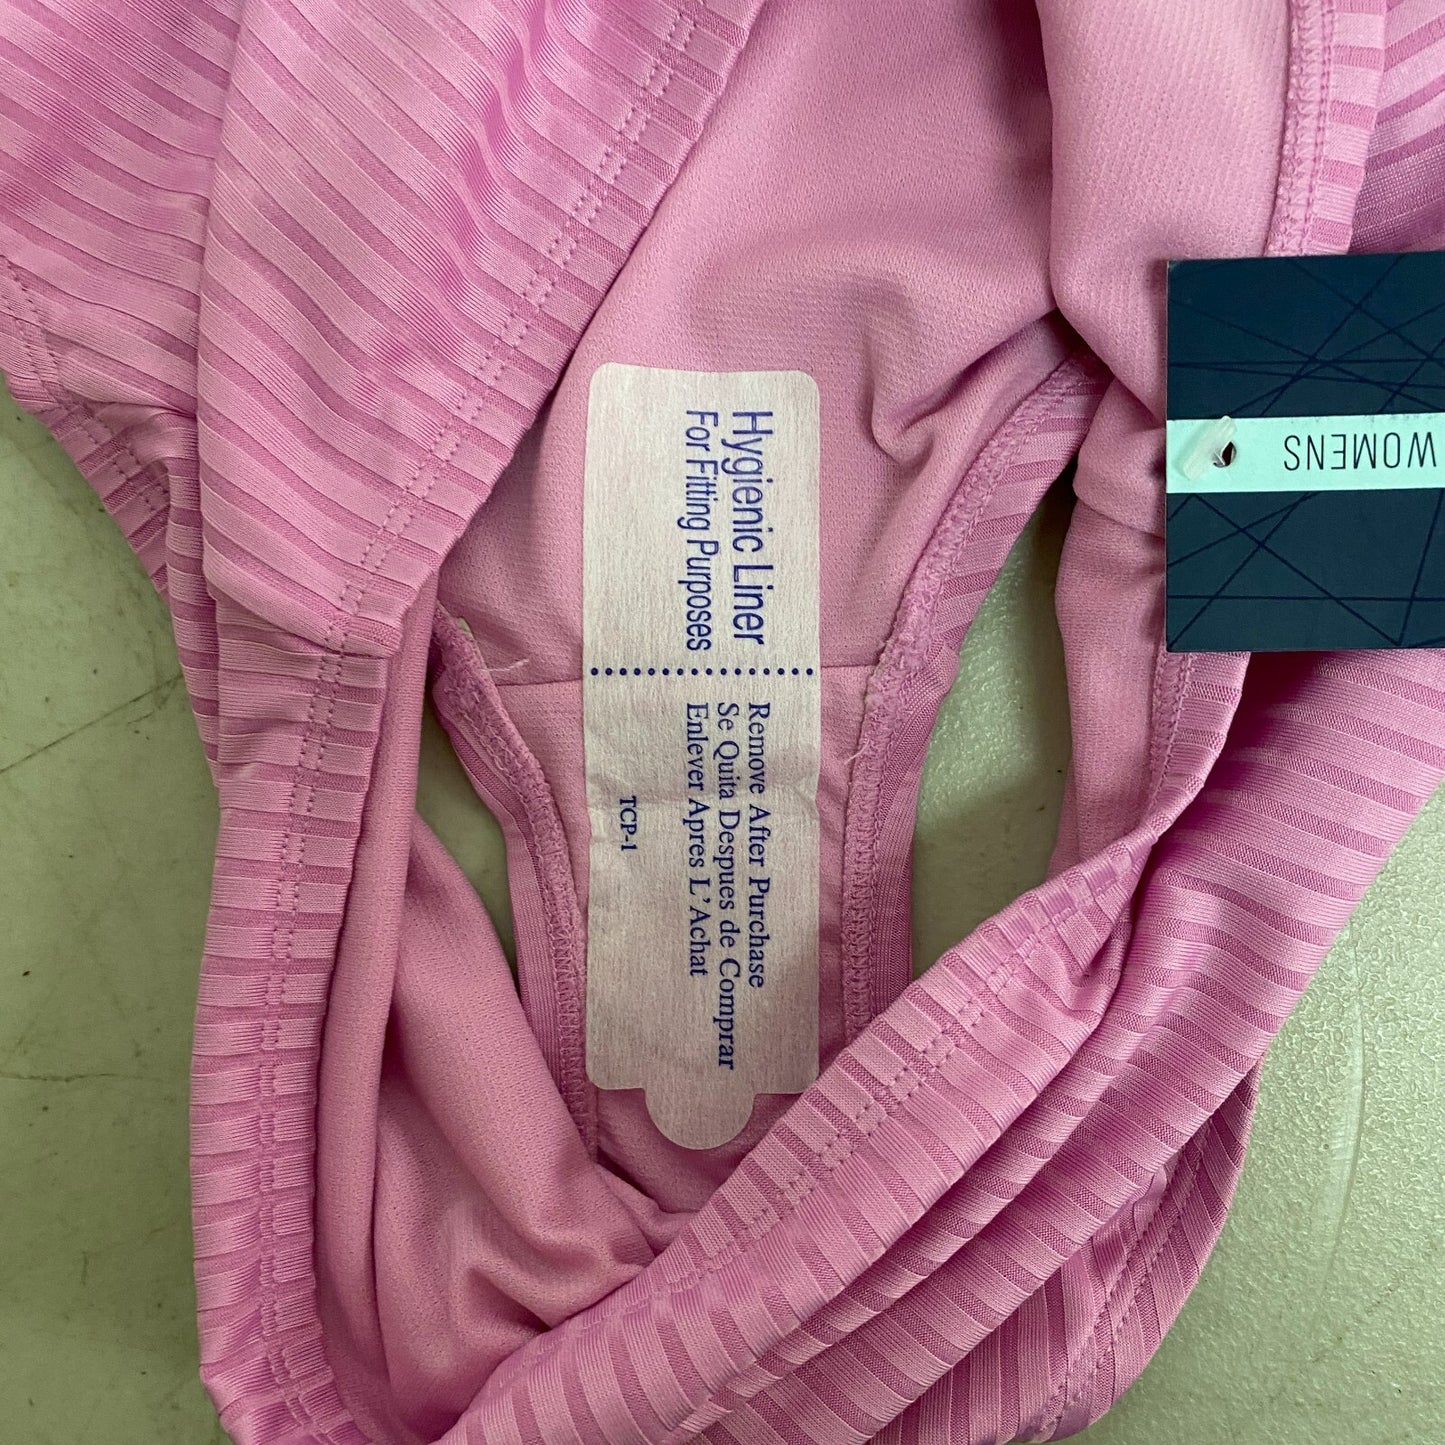 Hygienic Liner
For Fitting Purposes
Remove After Purchase
Se Quita Despues de Comprar
Enlever Apres L'Achat
TCP-1
WOMENS